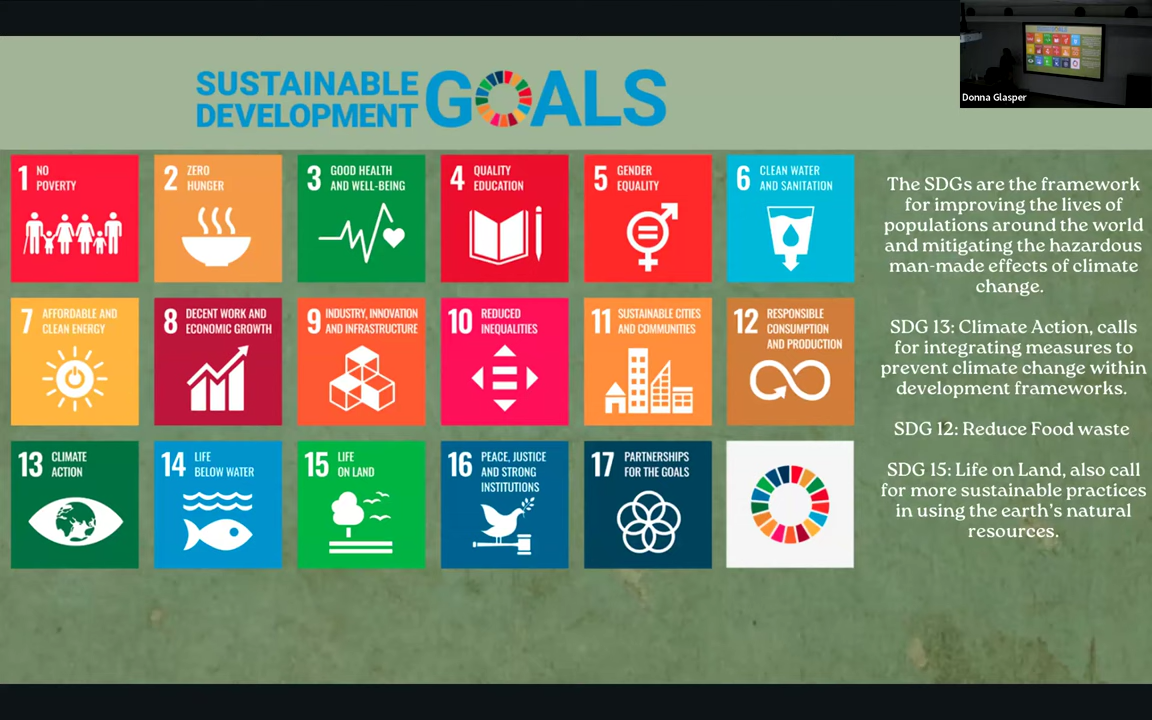 SUSTAINABLE
DEVELOPMENT
GOALS
Donna Glasper
1 NO
POVERTY
2 ZERO
HUNGER
3 GOOD HEALTH
AND WELL-BEING
4 QUALITY
EDUCATION
5 GENDER
EQUALITY
6 CLEAN WATER
AND SANITATION
7 AFFORDABLE AND
CLEAN ENERGY
8 DECENT WORK AND
ECONOMIC GROWTH
9 INDUSTRY, INNOVATION
AND INFRASTRUCTURE
10 REDUCED
INEQUALITIES
11 SUSTAINABLE CITIES
AND COMMUNITIES
12 RESPONSIBLE
CONSUMPTION
AND PRODUCTION
13 CLIMATE
ACTION
14 LIFE
BELOW WATER
15 LIFE
ON LAND
16 PEACE, JUSTICE
AND STRONG
INSTITUTIONS
17 PARTNERSHIPS
FOR THE GOALS
The SDGs are the framework
for improving the lives of
populations around the world
and mitigating the hazardous
man-made effects of climate
change.
SDG 13: Climate Action, calls
for integrating measures to
prevent climate change within
development frameworks.
SDG 12: Reduce Food waste
SDG 15: Life on Land, also call
for more sustainable practices
in using the earth's natural
resources.